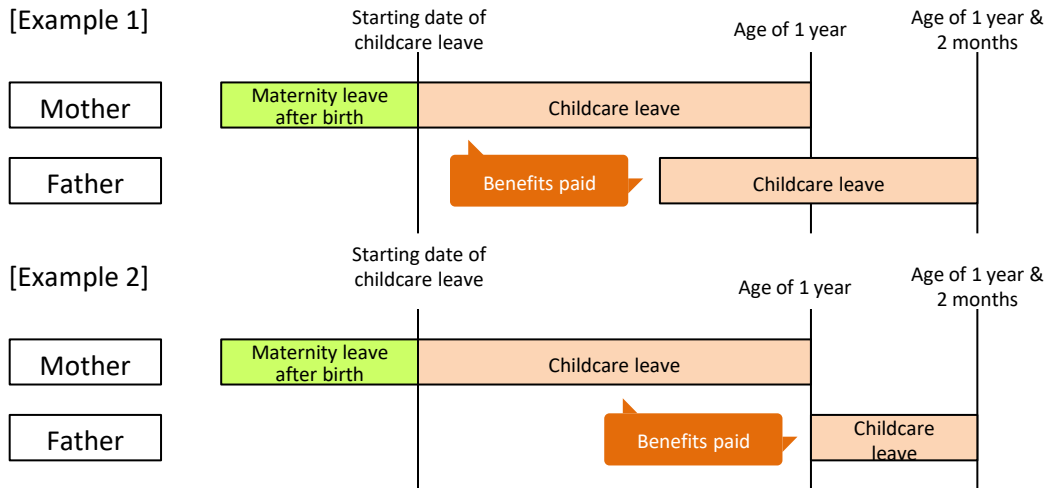 [Example 1]
Starting date of
childcare leave
Age of 1 year
Age of 1 year &
2 months
Mother
Maternity leave
after birth
Childcare leave
Father
Benefits paid
Childcare leave
[Example 2]
Starting date of
childcare leave
Age of 1 year
Age of 1 year &
2 months
Mother
Maternity leave
after birth
Childcare leave
Father
Benefits paid
Childcare
leave